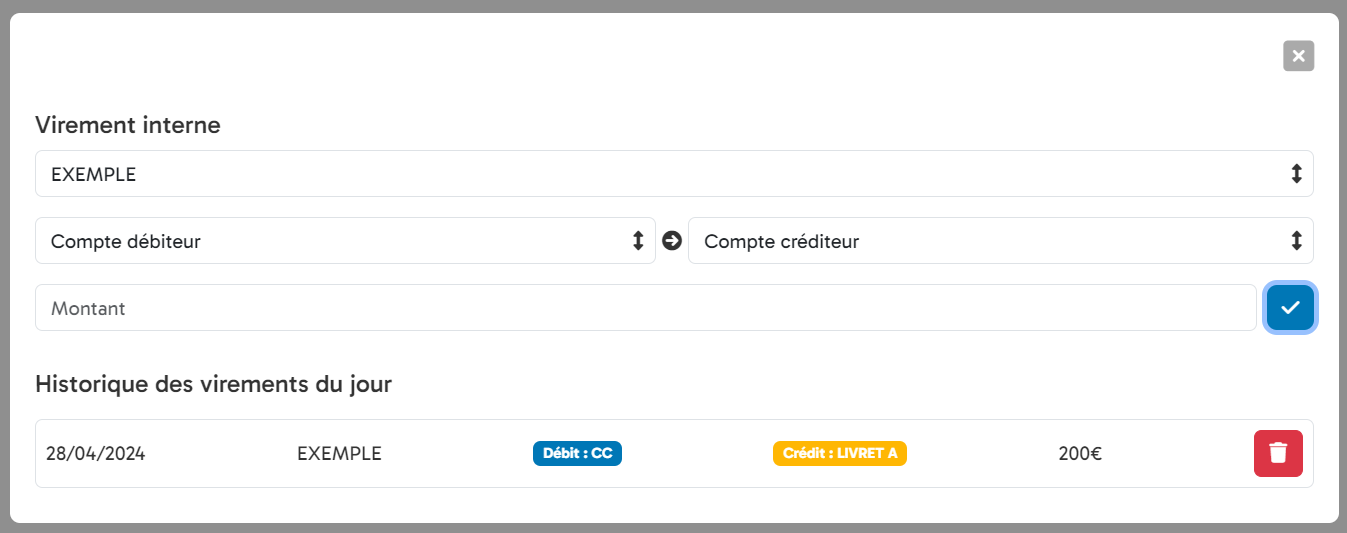 Virement interne
EXEMPLE
Compte débiteur Compte créditeur
Montant
Historique des virements du jour
28/04/2024 EXEMPLE Débit : CC Crédit : LIVRET A 200€